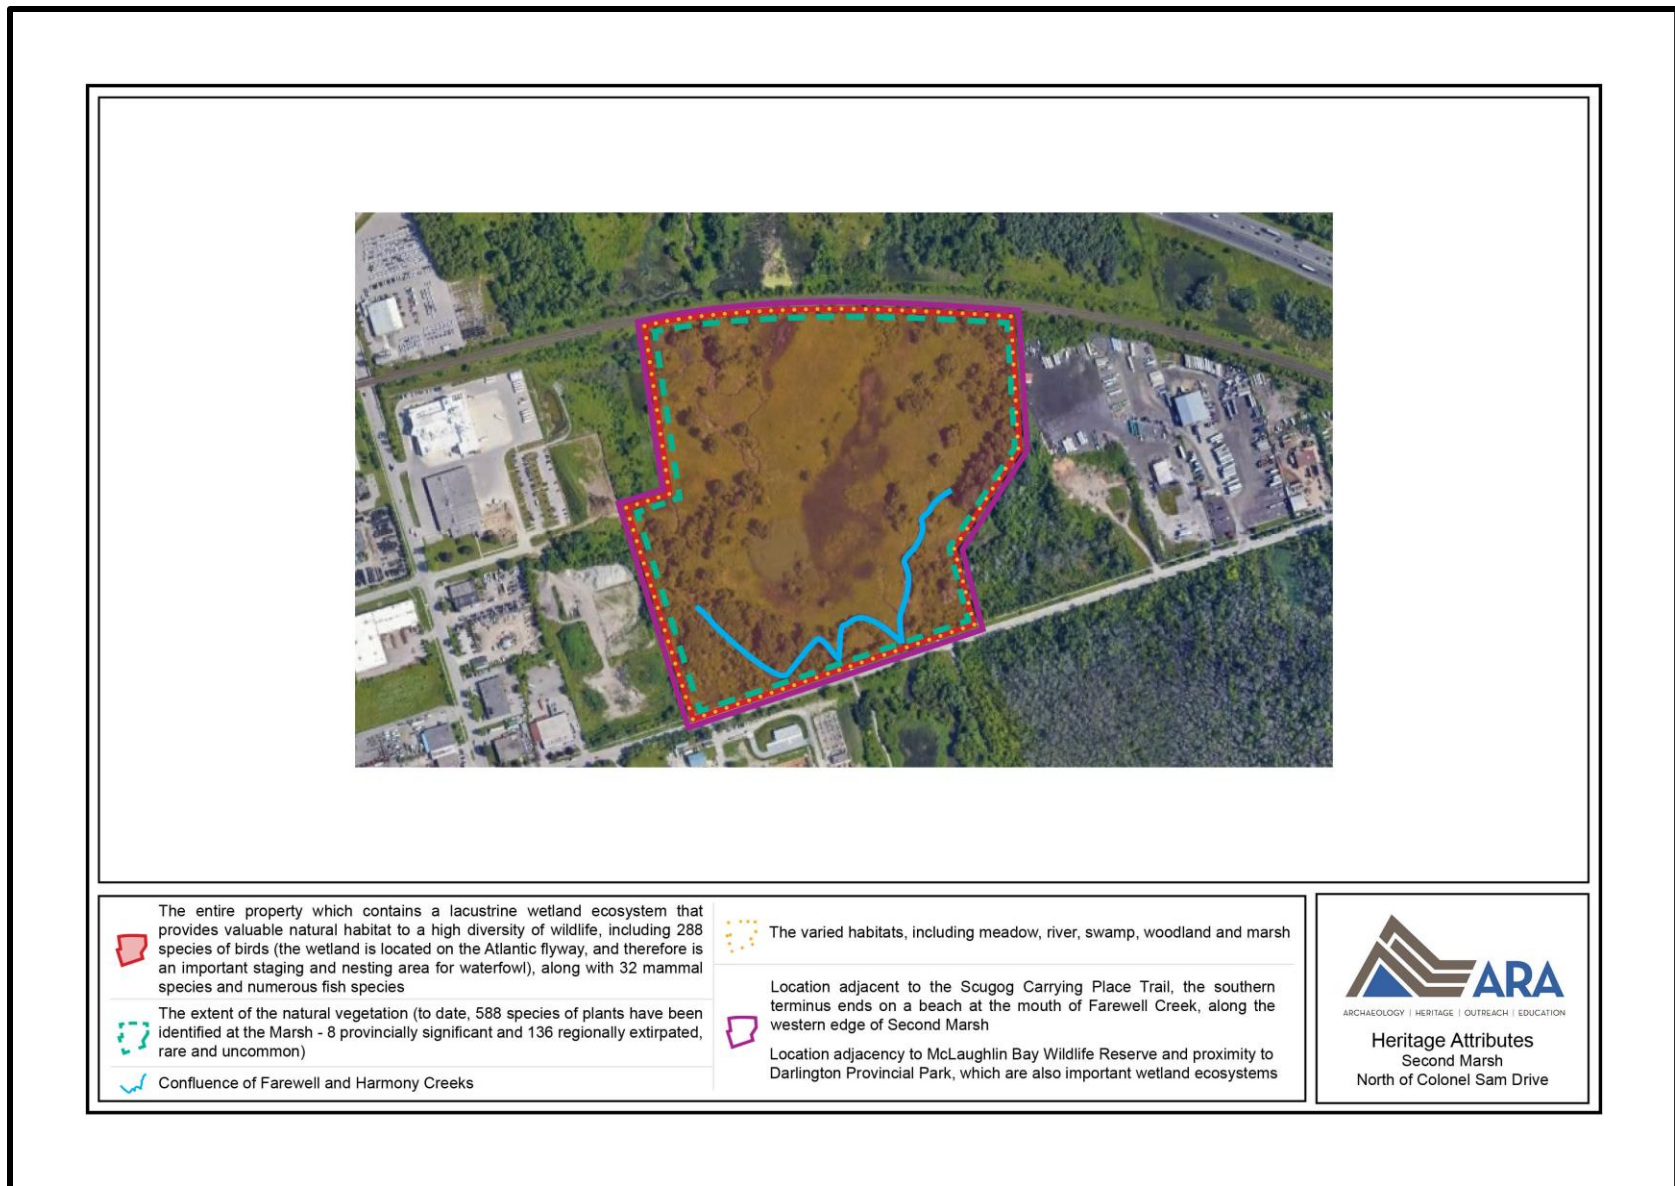 The entire property which contains a lacustrine wetland ecosystem that
provides valuable natural habitat to a high diversity of wildlife, including 288
species of birds (the wetland is located on the Atlantic flyway, and therefore is
an important staging and nesting area for waterfowl), along with 32 mammal
species and numerous fish species
The extent of the natural vegetation (to date, 588 species of plants have been
identified at the Marsh - 8 provincially significant and 136 regionally extirpated,
rare and uncommon)
Confluence of Farewell and Harmony Creeks
The varied habitats, including meadow, river, swamp, woodland and marsh
Location adjacent to the Scugog Carrying Place Trail, the southern
terminus ends on a beach at the mouth of Farewell Creek, along the
western edge of Second Marsh
Location adjacency to McLaughlin Bay Wildlife Reserve and proximity to
Darlington Provincial Park, which are also important wetland ecosystems
ARA
ARCHAEOLOGY | HERITAGE | OUTREACH | EDUCATION
Heritage Attributes
Second Marsh
North of Colonel Sam Drive